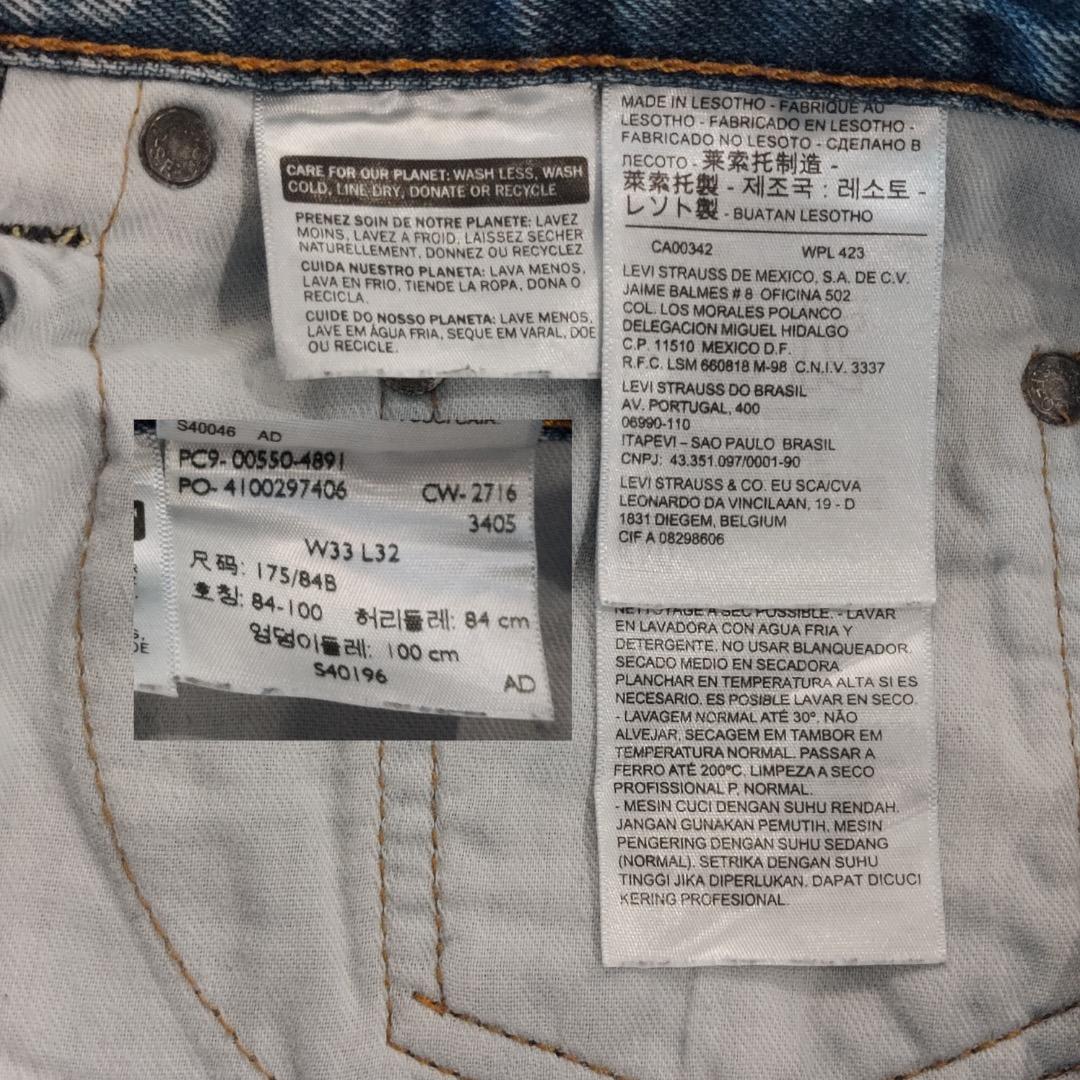 CARE FOR OUR PLANET: WASH LESS, WASH
COLD, LINE DRY, DONATE OR RECYCLE
PRENEZ SOIN DE NOTRE PLANETE: LAVEZ
MOINS, LAVEZ A FROID, LAISSEZ SECHER
NATURELLEMENT, DONNEZ OU RECYCLEZ
CUIDA NUESTRO PLANETA: LAVA MENOS,
LAVA EN FRIO, TIENDE LA ROPA, DONA O
RECICLA.
CUIDE DO NOSSO PLANETA: LAVE MENOS,
LAVE EM ÁGUA FRIA, SEQUE EM VARAL, DOE
OU RECICLE.
MADE IN LESOTHO - FABRIQUE AU
LESOTHO - FABRICADO EN LESOTHO -
FABRICADO NO LESOTO - СДЕЛАНО В
ЛЕСОТО - 莱索托制造 -
萊索托製 - 제조국 : 레소토 -
レソト製 - BUATAN LESOTHO
CA00342 WPL 423
LEVI STRAUSS DE MEXICO, S.A. DE C.V.
JAIME BALMES # 8 OFICINA 502
COL. LOS MORALES POLANCO
DELEGACION MIGUEL HIDALGO
C.P. 11510 MEXICO D.F.
R.F.C. LSM 660818 M-98 C.N.I.V. 3337
LEVI STRAUSS DO BRASIL
AV. PORTUGAL, 400
06990-110
ITAPEVI – SAO PAULO BRASIL
CNPJ: 43.351.097/0001-90
LEVI STRAUSS & CO. EU SCA/CVA
LEONARDO DA VINCILAAN, 19 - D
1831 DIEGEM, BELGIUM
CIF A 08298606
S40046 AD
PC9- 00550-4891
PO- 4100297406 CW- 2716
3405
W33 L32
尺码: 175/84B
호칭: 84-100 허리둘레: 84 cm
엉덩이둘레: 100 cm
S40196 AD
NETTOYAGE A SEC POSSIBLE. - LAVAR
EN LAVADORA CON AGUA FRIA Y
DETERGENTE. NO USAR BLANQUEADOR.
SECADO MEDIO EN SECADORA.
PLANCHAR EN TEMPERATURA ALTA SI ES
NECESARIO. ES POSIBLE LAVAR EN SECO.
- LAVAGEM NORMAL ATÉ 30º. NÃO
ALVEJAR. SECAGEM EM TAMBOR EM
TEMPERATURA NORMAL. PASSAR A
FERRO ATÉ 200ºC. LIMPEZA A SECO
PROFISSIONAL P, NORMAL.
- MESIN CUCI DENGAN SUHU RENDAH.
JANGAN GUNAKAN PEMUTIH. MESIN
PENGERING DENGAN SUHU SEDANG
(NORMAL). SETRIKA DENGAN SUHU
TINGGI JIKA DIPERLUKAN. DAPAT DICUCI
KERING PROFESIONAL.